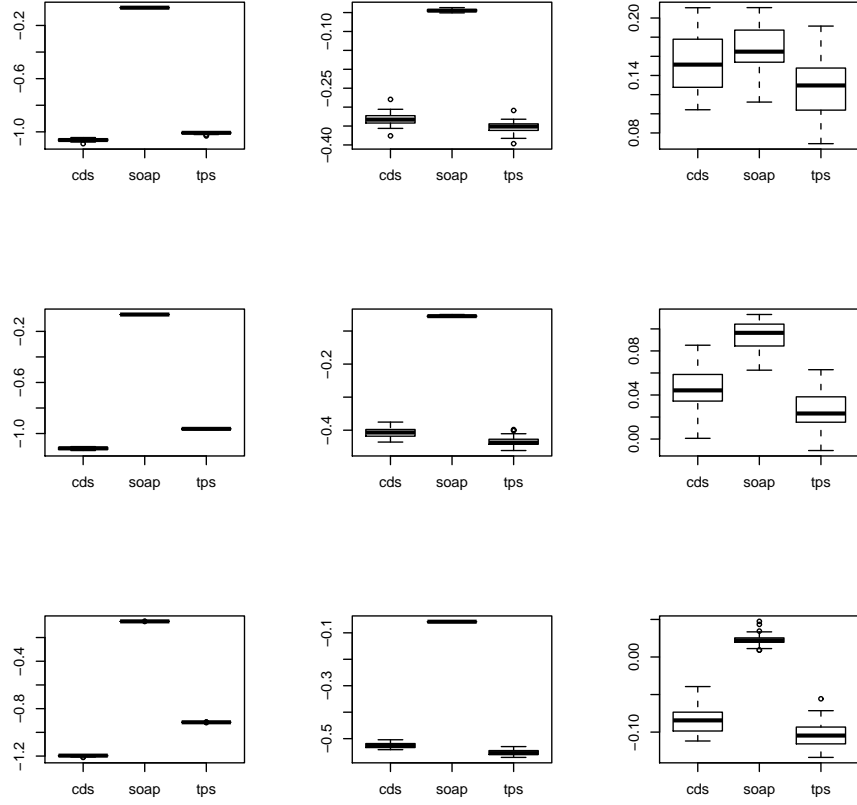 -0.2
-0.6
-1.0
cds soap tps
-0.10
-0.25
-0.40
cds soap tps
0.20
0.14
0.08
cds soap tps
-0.2
-0.6
-1.0
cds soap tps
-0.2
-0.4
cds soap tps
0.08
0.04
0.00
cds soap tps
-0.4
-0.8
-1.2
cds soap tps
-0.1
-0.3
-0.5
cds soap tps
0.00
-0.10
cds soap tps